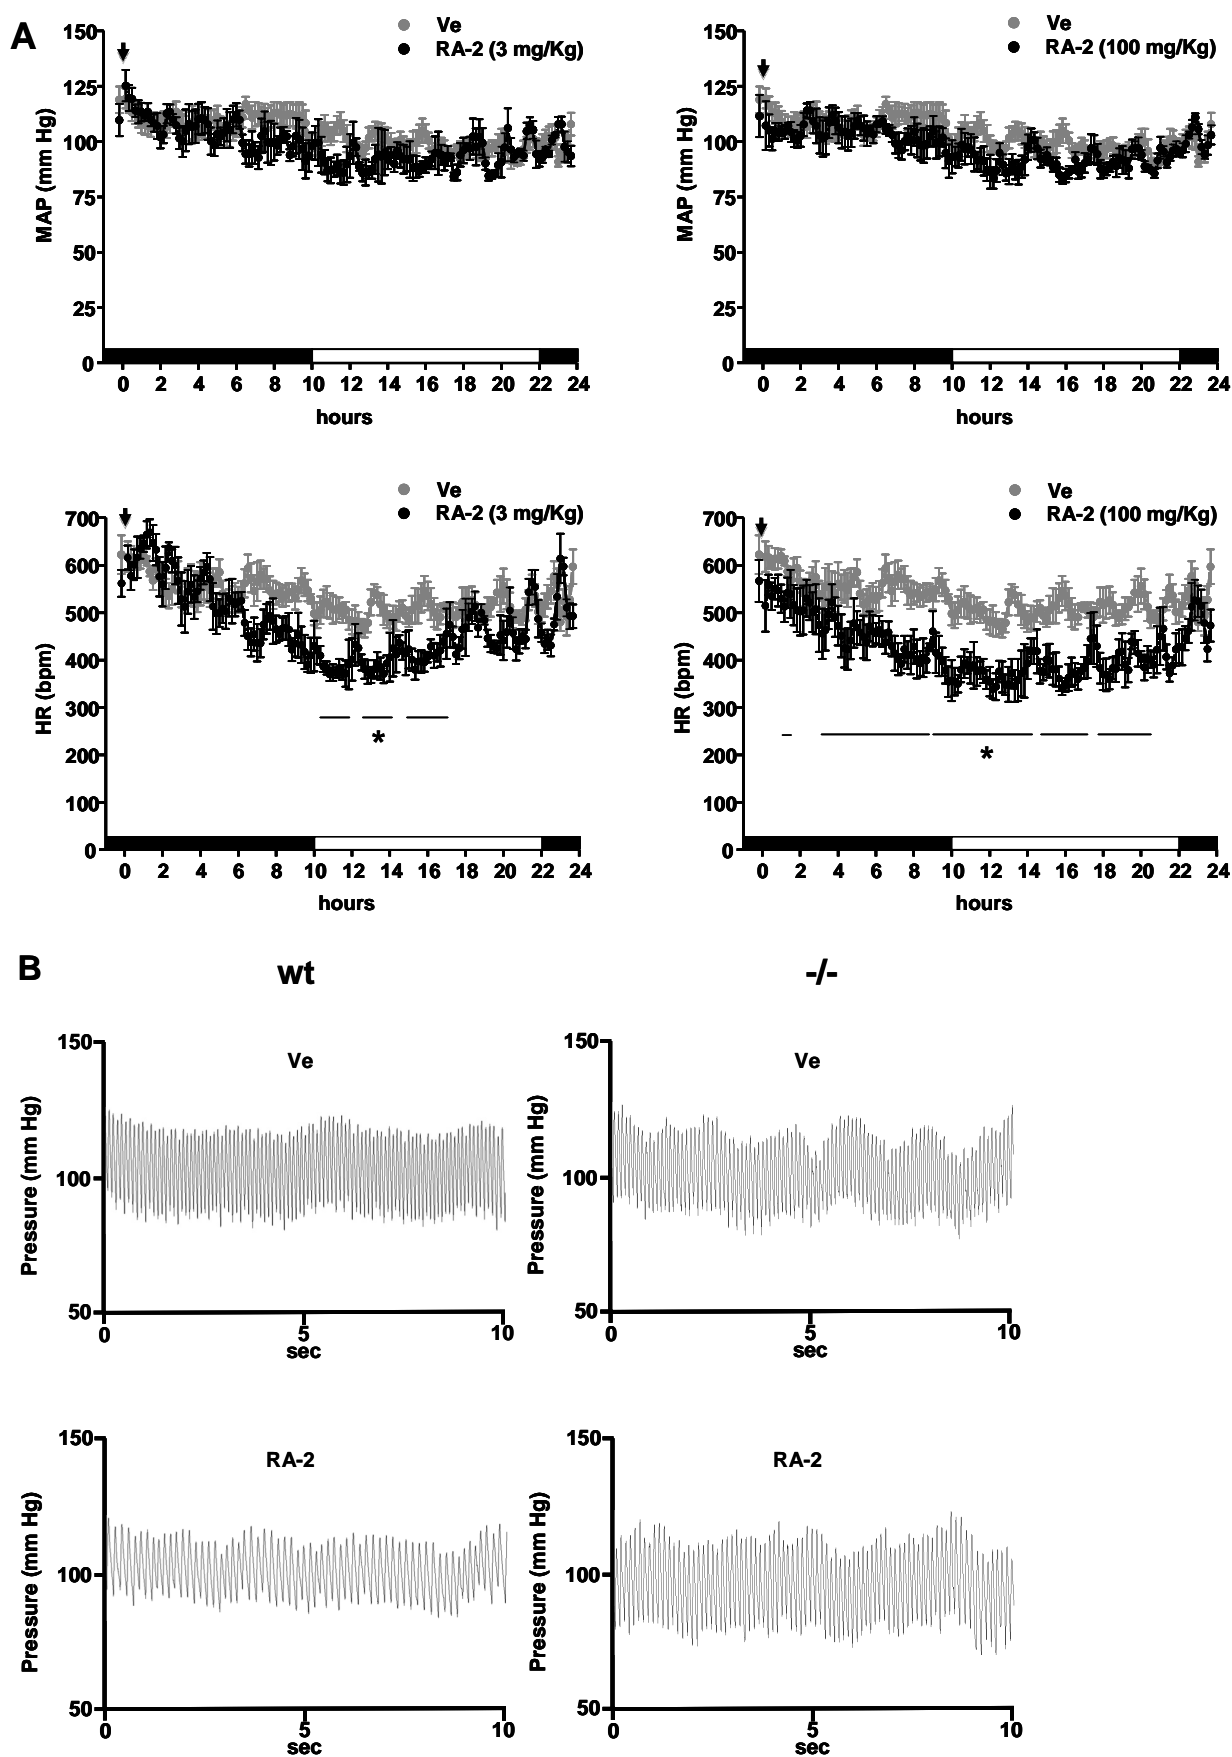 A
Ve
RA-2 (3 mg/Kg)
MAP (mm Hg)
150
125
100
75
50
25
0
0 2 4 6 8 10 12 14 16 18 20 22 24
hours
Ve
RA-2 (100 mg/Kg)
MAP (mm Hg)
150
125
100
75
50
25
0
0 2 4 6 8 10 12 14 16 18 20 22 24
hours
Ve
RA-2 (3 mg/Kg)
HR (bpm)
700
600
500
400
300
200
100
0
*
0 2 4 6 8 10 12 14 16 18 20 22 24
hours
Ve
RA-2 (100 mg/Kg)
HR (bpm)
700
600
500
400
300
200
100
0
*
0 2 4 6 8 10 12 14 16 18 20 22 24
hours
B
wt
-/-
Ve
Pressure (mm Hg)
150
100
50
0 5 10
sec
Ve
Pressure (mm Hg)
150
100
50
0 5 10
sec
RA-2
Pressure (mm Hg)
150
100
50
0 5 10
sec
RA-2
Pressure (mm Hg)
150
100
50
0 5 10
sec